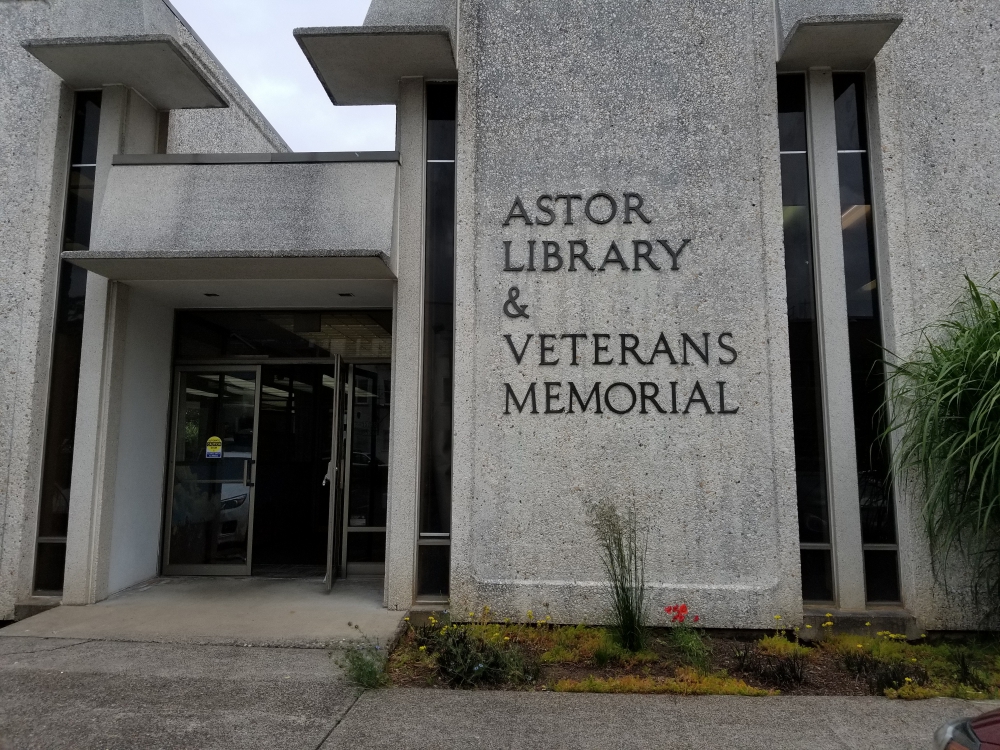 ASTOR
LIBRARY
&
VETERANS
MEMORIAL